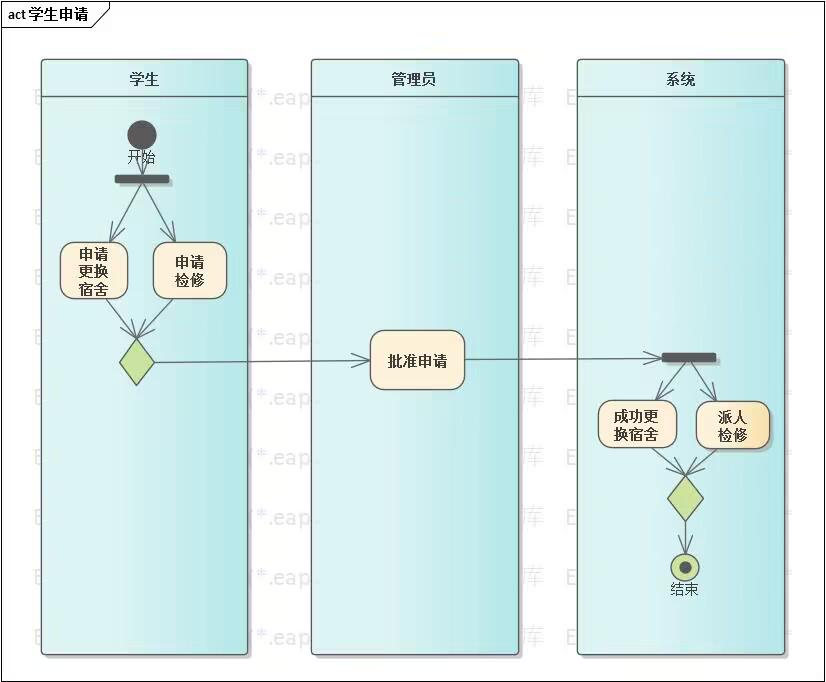 act 学生申请
学生
管理员
系统
开始
申请
更换
宿舍
申请
检修
批准申请
成功更
换宿舍
派人
检修
结束